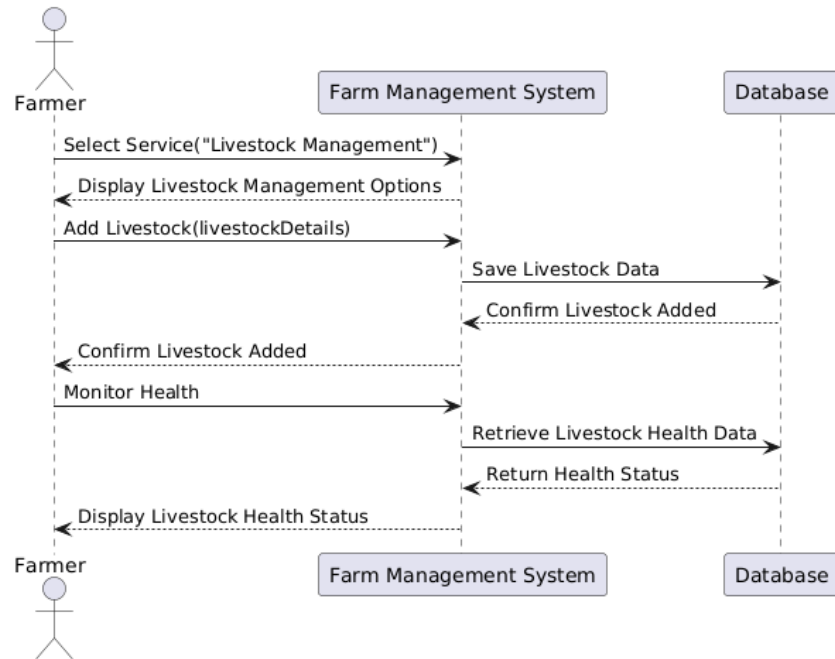 Farmer
Farm Management System
Database
Select Service("Livestock Management")
Display Livestock Management Options
Add Livestock(livestockDetails)
Save Livestock Data
Confirm Livestock Added
Confirm Livestock Added
Monitor Health
Retrieve Livestock Health Data
Return Health Status
Display Livestock Health Status
Farmer
Farm Management System
Database